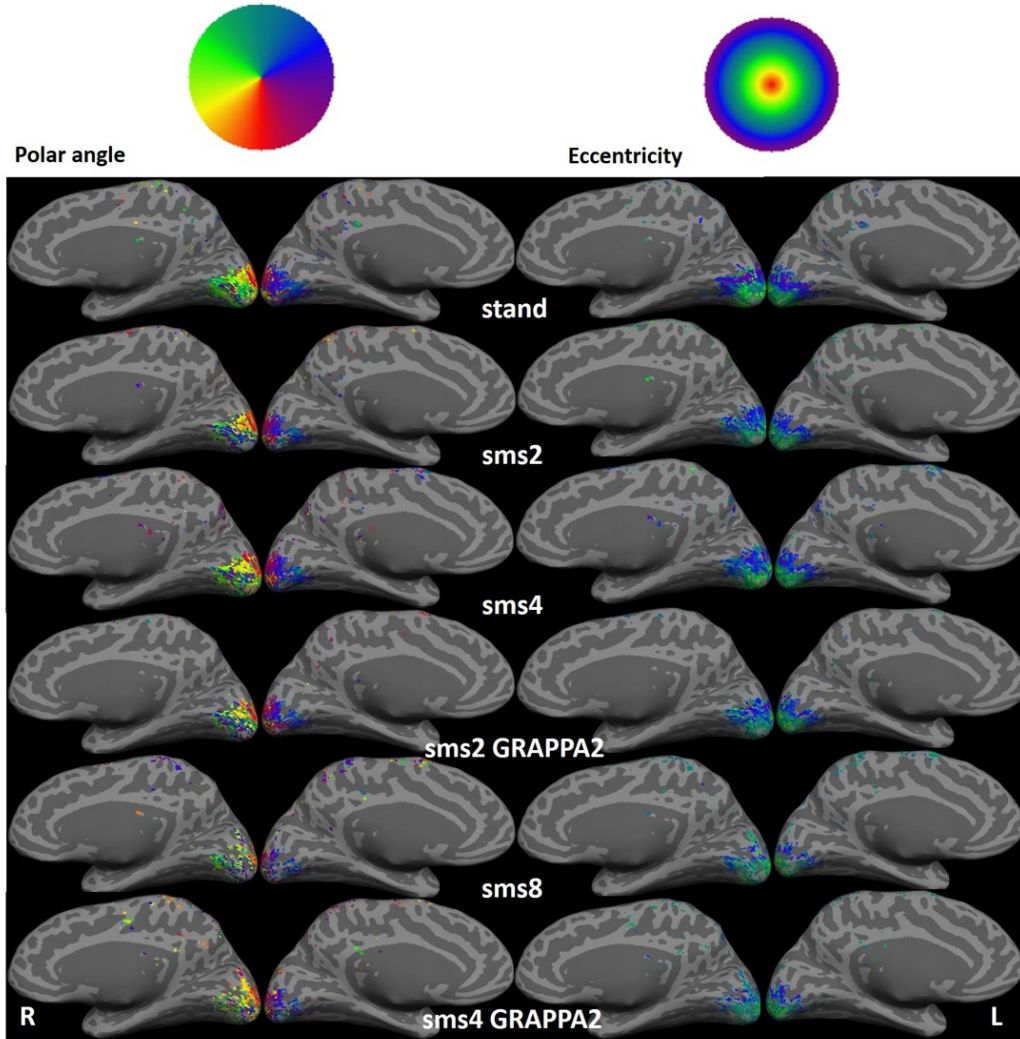 Polar angle
Eccentricity
stand
sms2
sms4
sms2 GRAPPA2
sms8
R
sms4 GRAPPA2
L